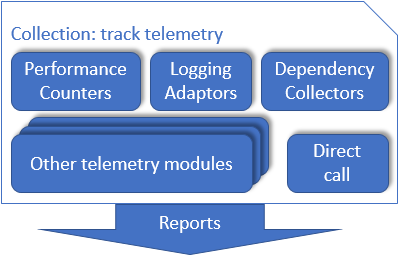 Collection: track telemetry
Performance
Counters
Logging
Adaptors
Dependency
Collectors
Other telemetry modules
Direct
call
Reports